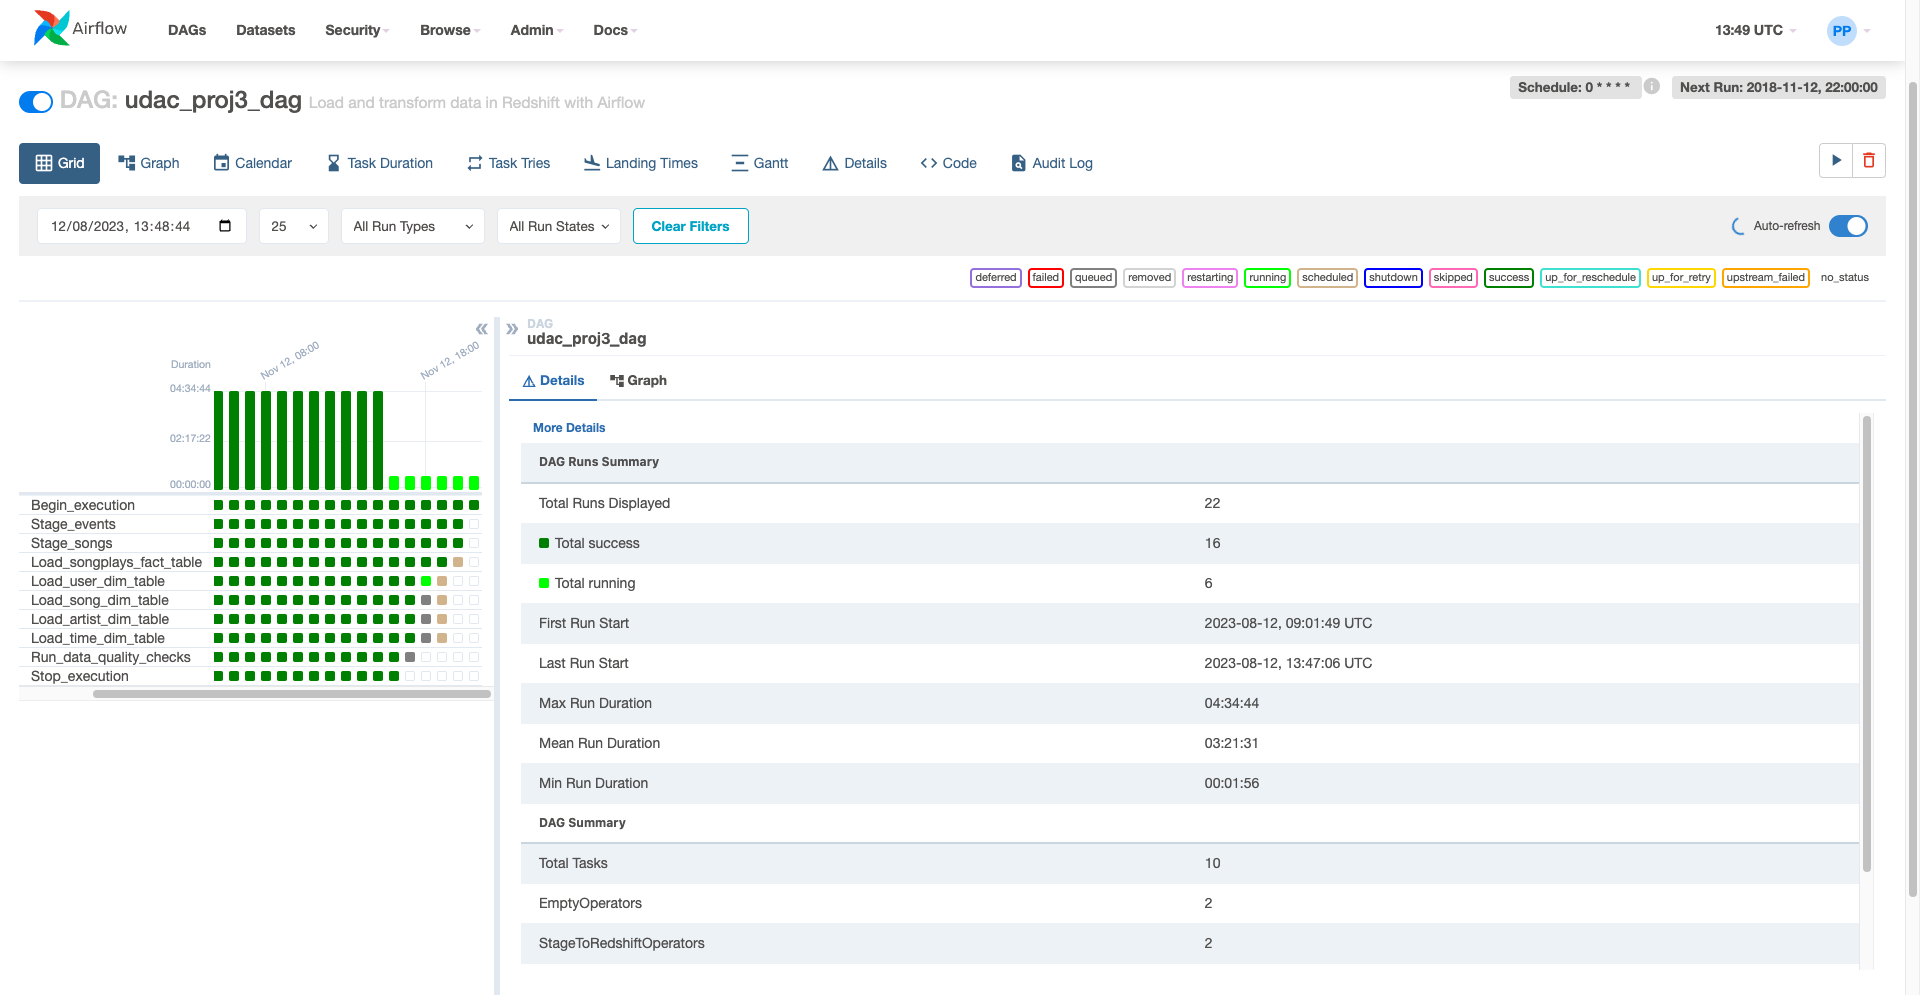 Airflow DAGs Datasets Security Browse Admin Docs 13:49 UTC PP
DAG: udac_proj3_dag Load and transform data in Redshift with Airflow
Schedule: 0 * * * * Next Run: 2018-11-12, 22:00:00
Grid Graph Calendar Task Duration Task Tries Landing Times Gantt Details Code Audit Log
12/08/2023, 13:48:44 25 All Run Types All Run States Clear Filters Auto-refresh
deferred failed queued removed restarting running scheduled shutdown skipped success up_for_reschedule up_for_retry upstream_failed no_status
Nov 12, 08:00 Nov 12, 18:00
Duration
04:34:44
02:17:22
00:00:00
Begin_execution
Stage_events
Stage_songs
Load_songplays_fact_table
Load_user_dim_table
Load_song_dim_table
Load_artist_dim_table
Load_time_dim_table
Run_data_quality_checks
Stop_execution
DAG
udac_proj3_dag
Details Graph
More Details
DAG Runs Summary
Total Runs Displayed 22
Total success 16
Total running 6
First Run Start 2023-08-12, 09:01:49 UTC
Last Run Start 2023-08-12, 13:47:06 UTC
Max Run Duration 04:34:44
Mean Run Duration 03:21:31
Min Run Duration 00:01:56
DAG Summary
Total Tasks 10
EmptyOperators 2
StageToRedshiftOperators 2